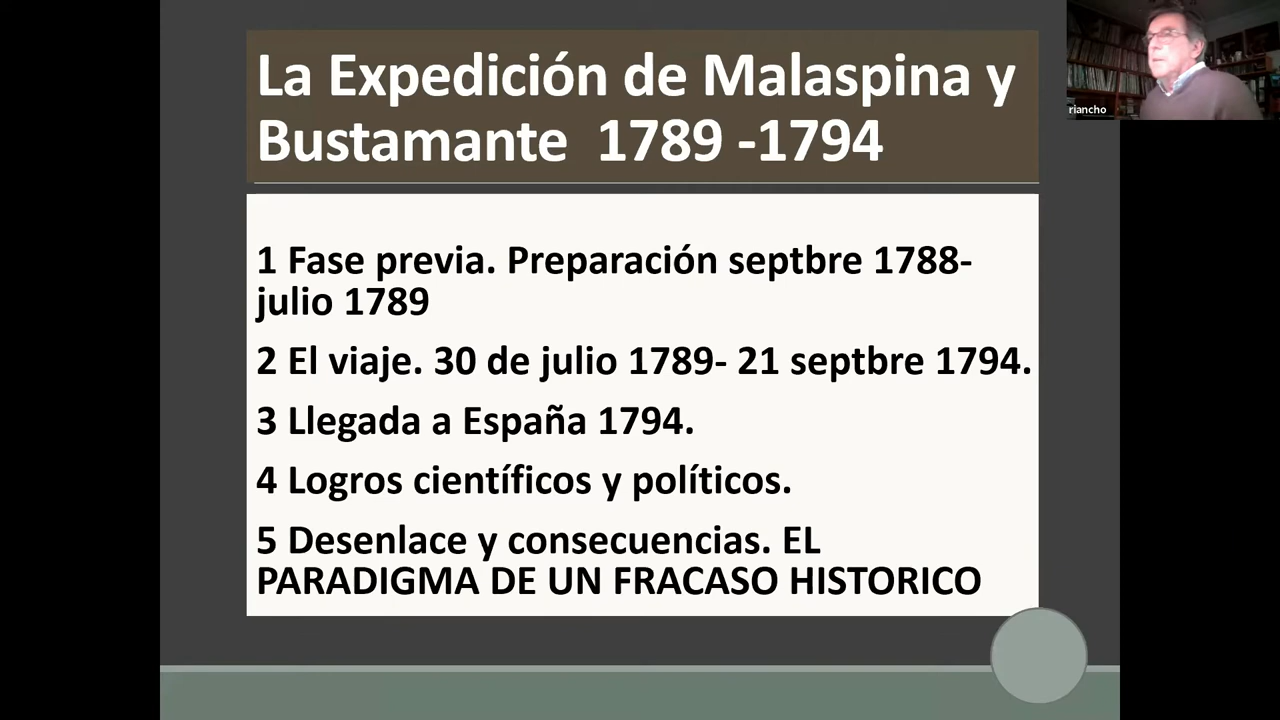 La Expedición de Malaspina y
Bustamante 1789 -1794
riancho
1 Fase previa. Preparación septbre 1788-
julio 1789
2 El viaje. 30 de julio 1789- 21 septbre 1794.
3 Llegada a España 1794.
4 Logros científicos y políticos.
5 Desenlace y consecuencias. EL
PARADIGMA DE UN FRACASO HISTORICO